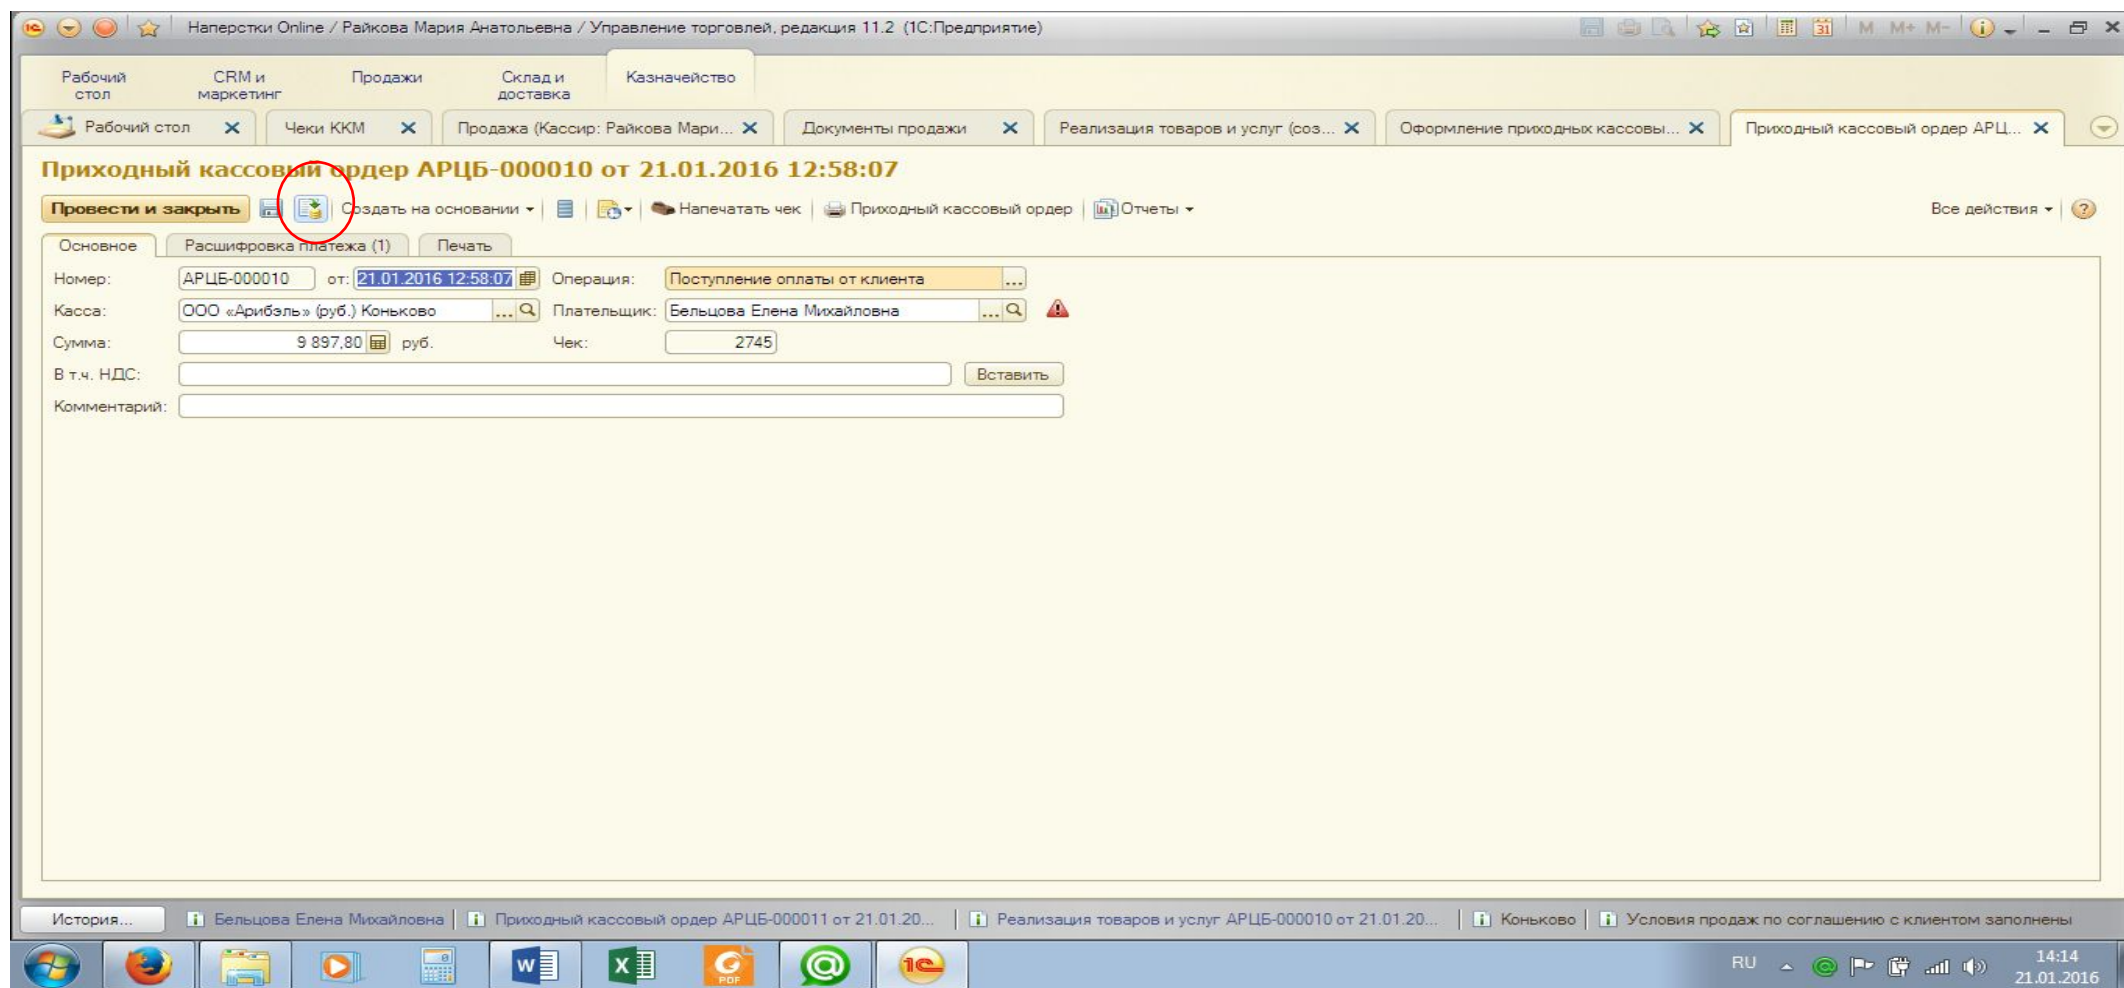 Наперстки Online / Райкова Мария Анатольевна / Управление торговлей, редакция 11.2 (1С:Предприятие)
M M+ M-
Рабочий стол
CRM и маркетинг
Продажи
Склад и доставка
Казначейство
Рабочий стол
Чеки ККМ
Продажа (Кассир: Райкова Мари...
Документы продажи
Реализация товаров и услуг (соз...
Оформление приходных кассовы...
Приходный кассовый ордер АРЦ...
Приходный кассовый ордер АРЦБ-000010 от 21.01.2016 12:58:07
Провести и закрыть
Создать на основании
Напечатать чек
Приходный кассовый ордер
Отчеты
Все действия
Основное
Расшифровка платежа (1)
Печать
Номер: АРЦБ-000010 от: 21.01.2016 12:58:07 Операция: Поступление оплаты от клиента ...
Касса: ООО «Арибэль» (руб.) Коньково ... Плательщик: Бельцова Елена Михайловна ...
Сумма: 9 897,80 руб. Чек: 2745
В т.ч. НДС: Вставить
Комментарий:
История...
Бельцова Елена Михайловна
Приходный кассовый ордер АРЦБ-000011 от 21.01.20...
Реализация товаров и услуг АРЦБ-000010 от 21.01.20...
Коньково
Условия продаж по соглашению с клиентом заполнены
RU
14:14
21.01.2016